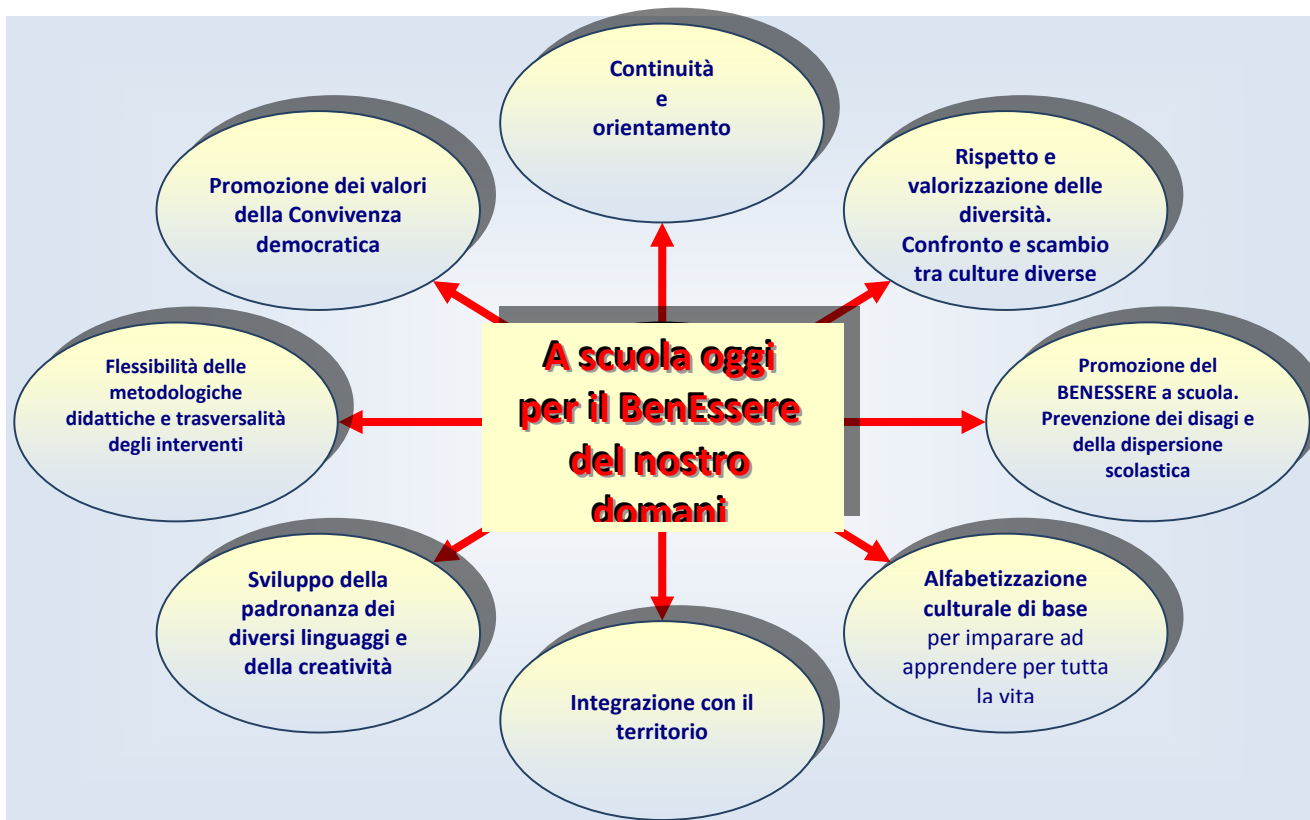 Continuità
e
orientamento
Promozione dei valori
della Convivenza
democratica
Rispetto e
valorizzazione delle
diversità.
Confronto e scambio
tra culture diverse
Flessibilità delle
metodologiche
didattiche e trasversalità
degli interventi
A scuola oggi
per il BenEssere
del nostro
domani
Promozione del
BENESSERE a scuola.
Prevenzione dei disagi e
della dispersione
scolastica
Sviluppo della
padronanza dei
diversi linguaggi e
della creatività
Integrazione con il
territorio
Alfabetizzazione
culturale di base
per imparare ad
apprendere per tutta
la vita